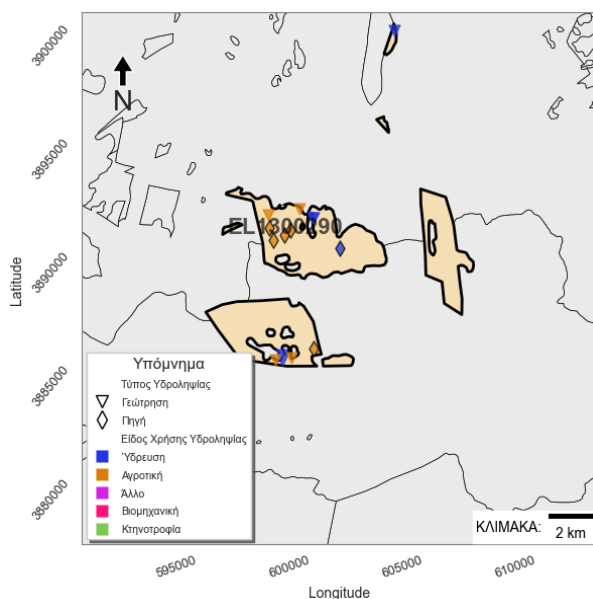 3900000
3895000
3890000
3885000
3880000
Latitude
N
EL1300290
Υπόμνημα
Τύπος Υδροληψίας
Γεώτρηση
Πηγή
Είδος Χρήσης Υδροληψίας
Ύδρευση
Αγροτική
Άλλο
Βιομηχανική
Κτηνοτροφία
ΚΛΙΜΑΚΑ:
2 km
595000
600000
605000
610000
Longitude